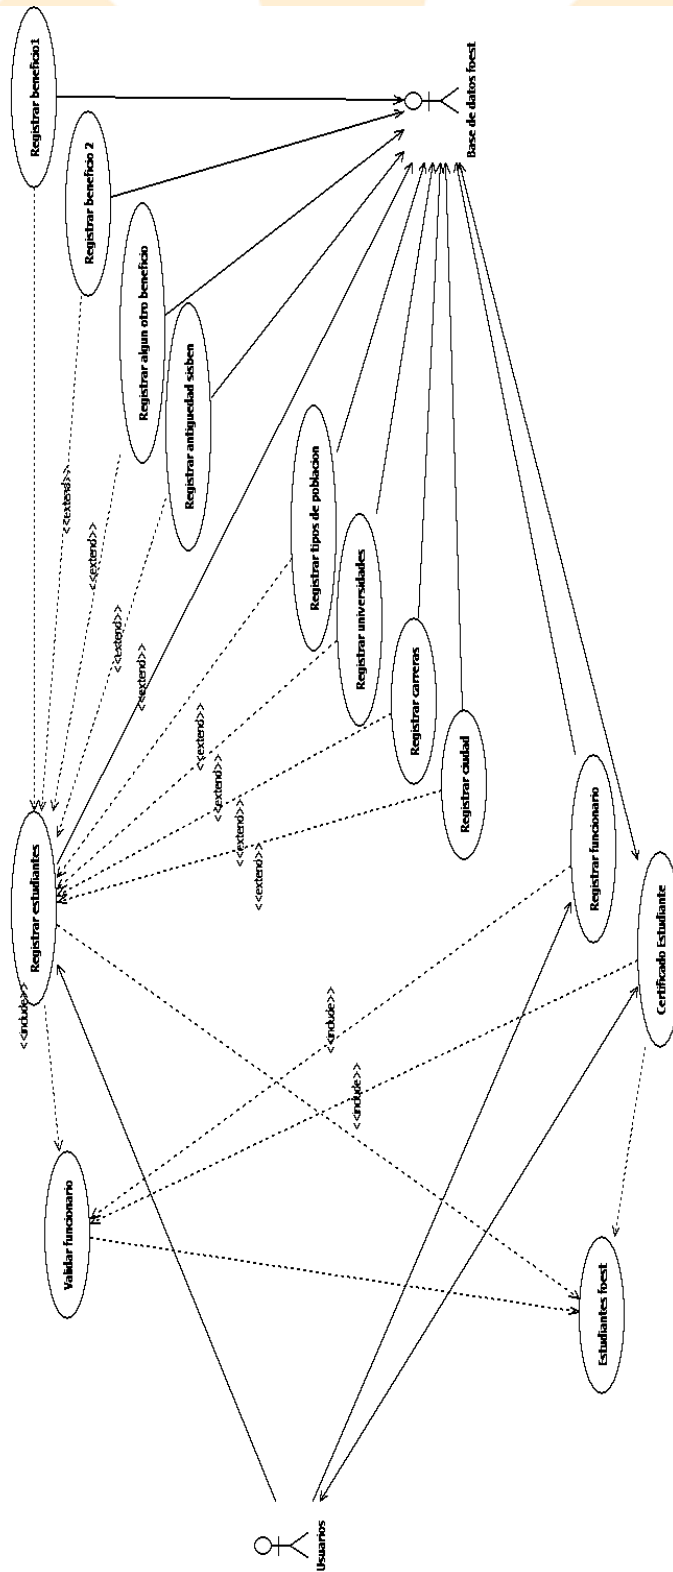 Registrar beneficio1
Registrar beneficio 2
Registrar algun otro beneficio
Registrar antiguedad sisben
Base de datos foest
<<extend>>
<<extend>>
<<extend>>
<<extend>>
Registrar tipos de poblacion
Registrar universidades
Registrar carreras
Registrar ciudad
<<extend>>
<<extend>>
<<extend>>
<<extend>>
Registrar estudiantes
Registrar funcionario
Certificado Estudiante
<<include>>
<<include>>
<<include>>
Validar funcionario
Estudiantes foest
Usuarios